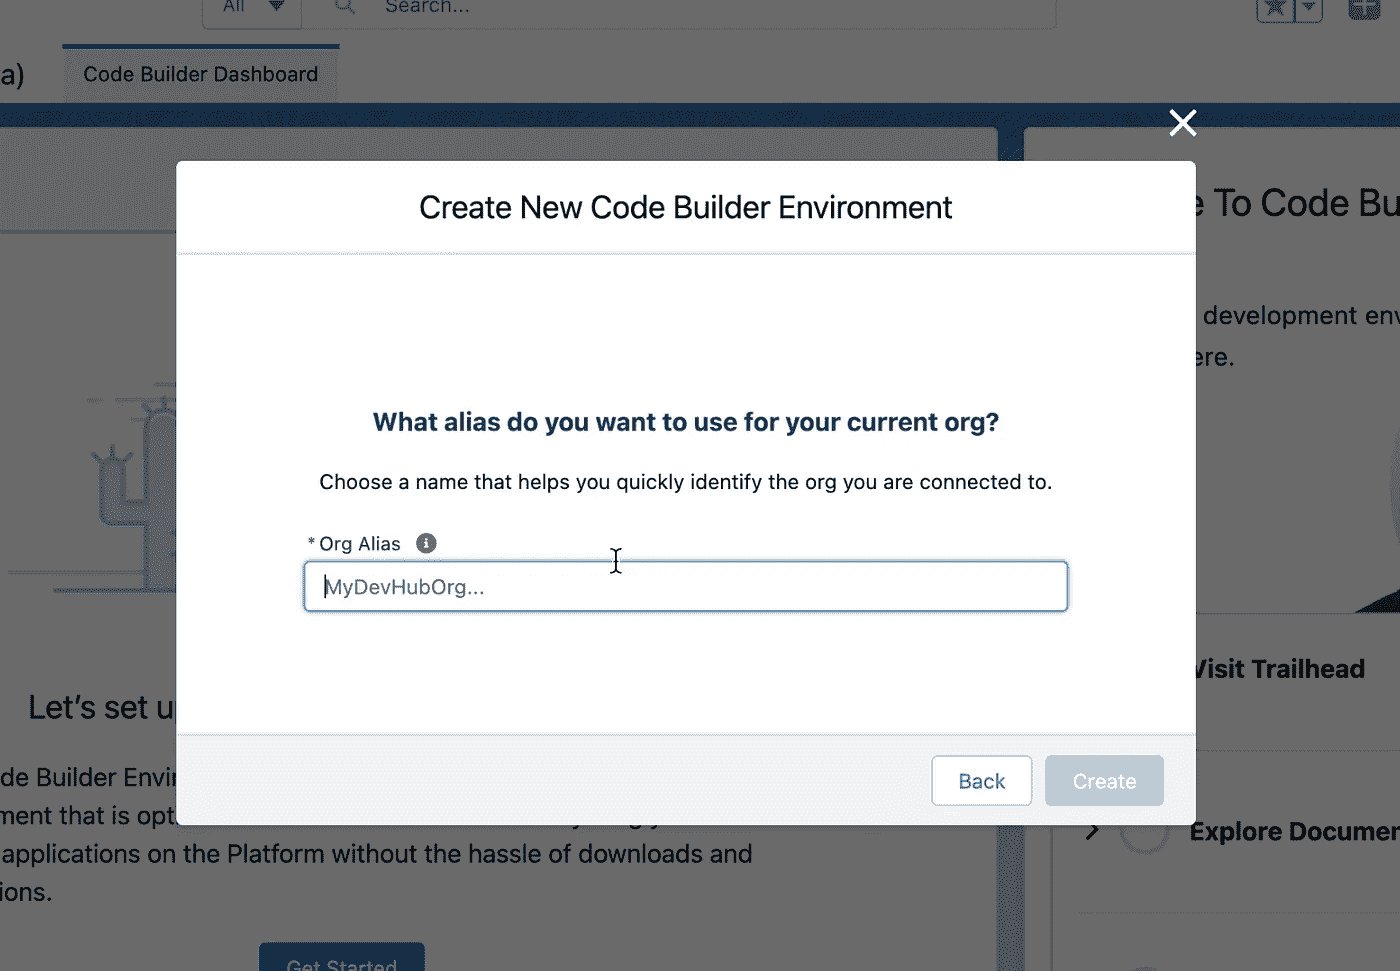 All
Search...
a)
Code Builder Dashboard
Create New Code Builder Environment
To Code Bu
development env
ere.
What alias do you want to use for your current org?
Choose a name that helps you quickly identify the org you are connected to.
* Org Alias
MyDevHubOrg...
Visit Trailhead
Let's set u
Back
Create
de Builder Envi
ment that is opt
applications on the Platform without the hassle of downloads and
ions.
Explore Documen
Get Started